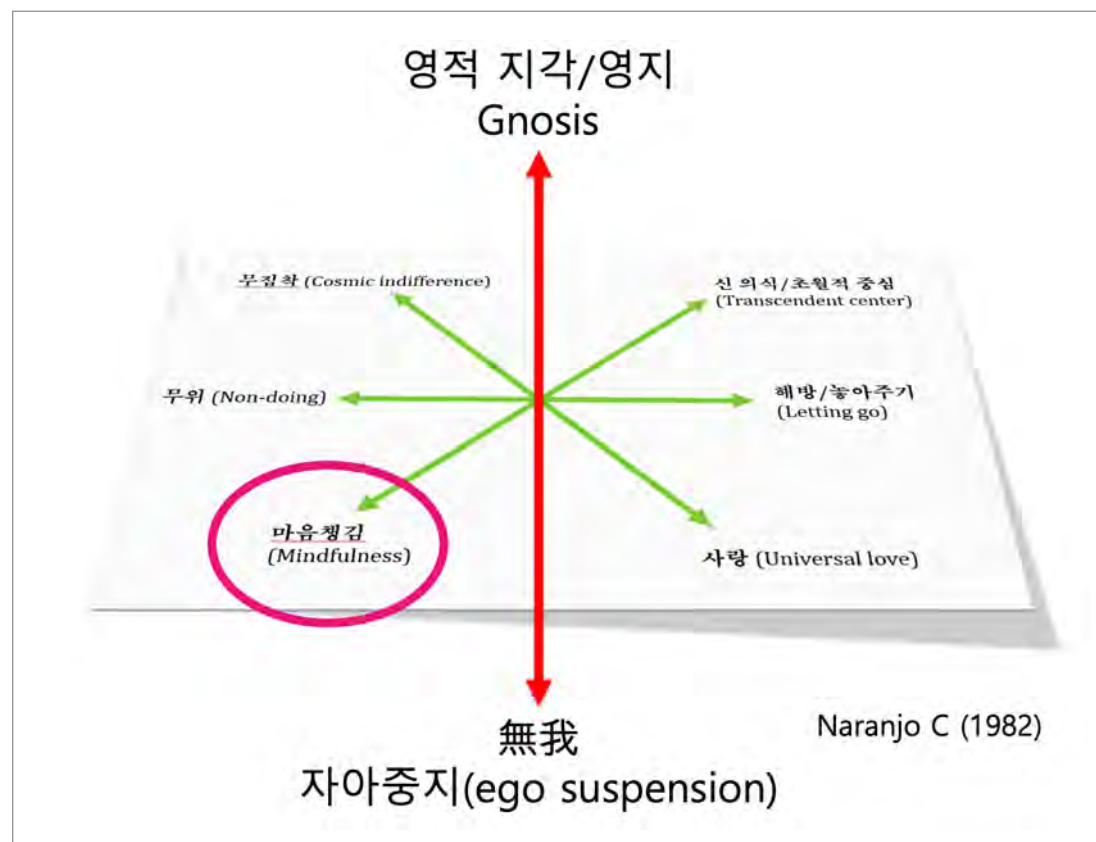 영적 지각/영지
Gnosis
무집착 (Cosmic indifference)
신 의식/초월적 중심
(Transcendent center)
무위 (Non-doing)
해방/놓아주기
(Letting go)
마음챙김
(Mindfulness)
사랑 (Universal love)
無我
자아중지(ego suspension)
Naranjo C (1982)